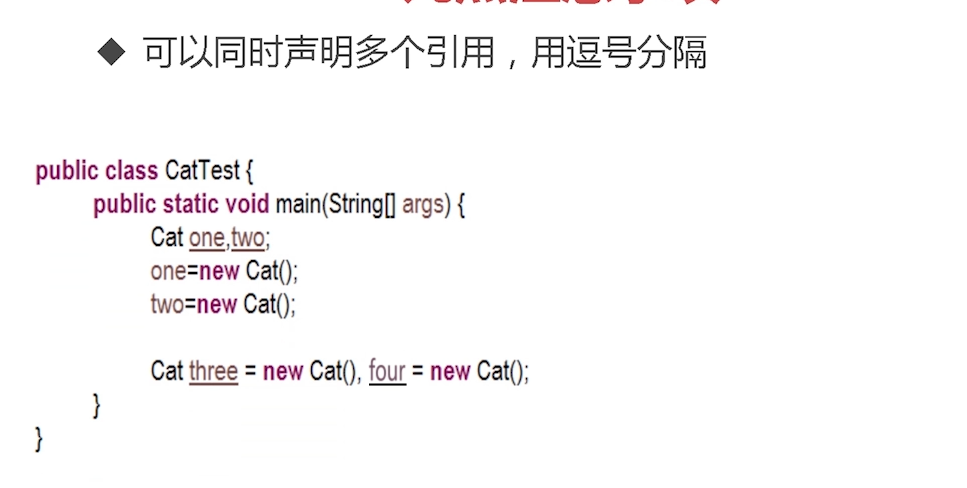 ◆ 可以同时声明多个引用，用逗号分隔
public class CatTest {
public static void main(String[] args) {
Cat one,two;
one=new Cat();
two=new Cat();
Cat three = new Cat(), four = new Cat();
}
}